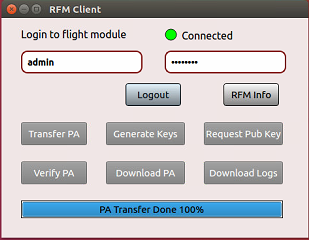 RFM Client
Login to flight module
Connected
admin
••••••••
Logout
RFM Info
Transfer PA
Generate Keys
Request Pub Key
Verify PA
Download PA
Download Logs
PA Transfer Done 100%